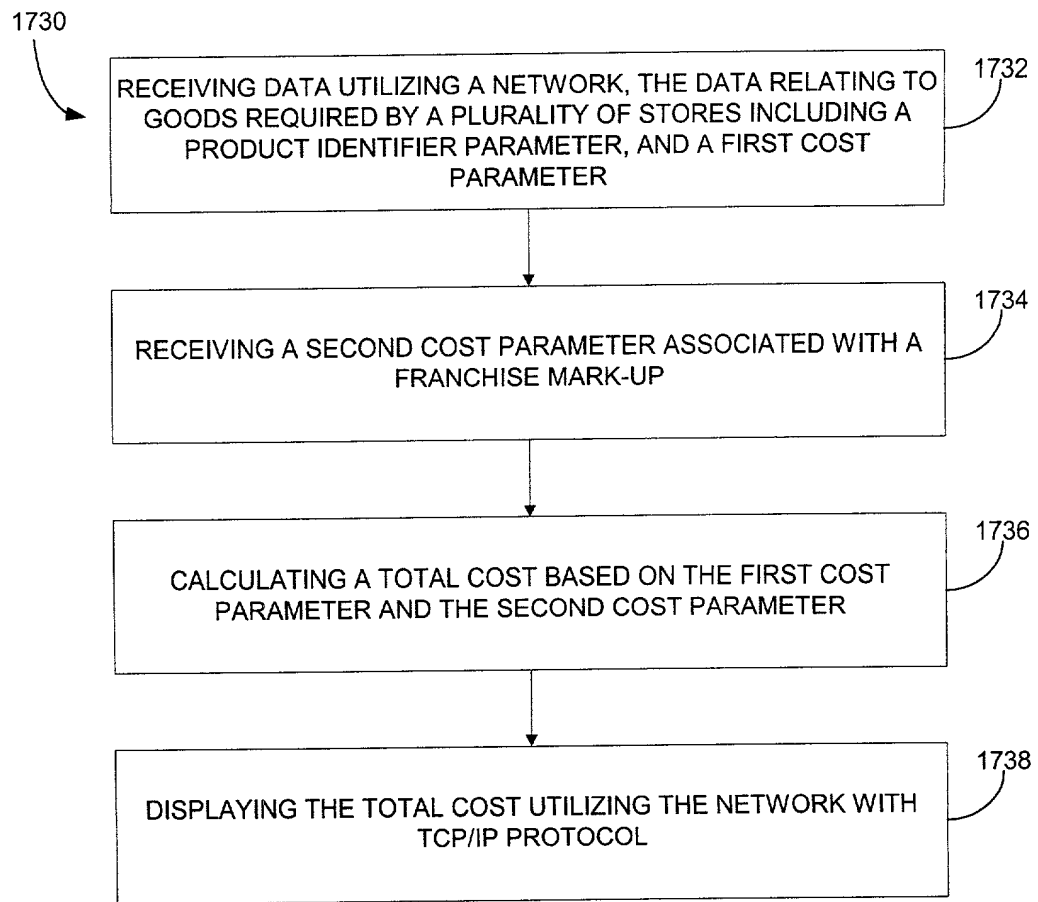 1730
1732
RECEIVING DATA UTILIZING A NETWORK, THE DATA RELATING TO
GOODS REQUIRED BY A PLURALITY OF STORES INCLUDING A
PRODUCT IDENTIFIER PARAMETER, AND A FIRST COST
PARAMETER
1734
RECEIVING A SECOND COST PARAMETER ASSOCIATED WITH A
FRANCHISE MARK-UP
1736
CALCULATING A TOTAL COST BASED ON THE FIRST COST
PARAMETER AND THE SECOND COST PARAMETER
1738
DISPLAYING THE TOTAL COST UTILIZING THE NETWORK WITH
TCP/IP PROTOCOL